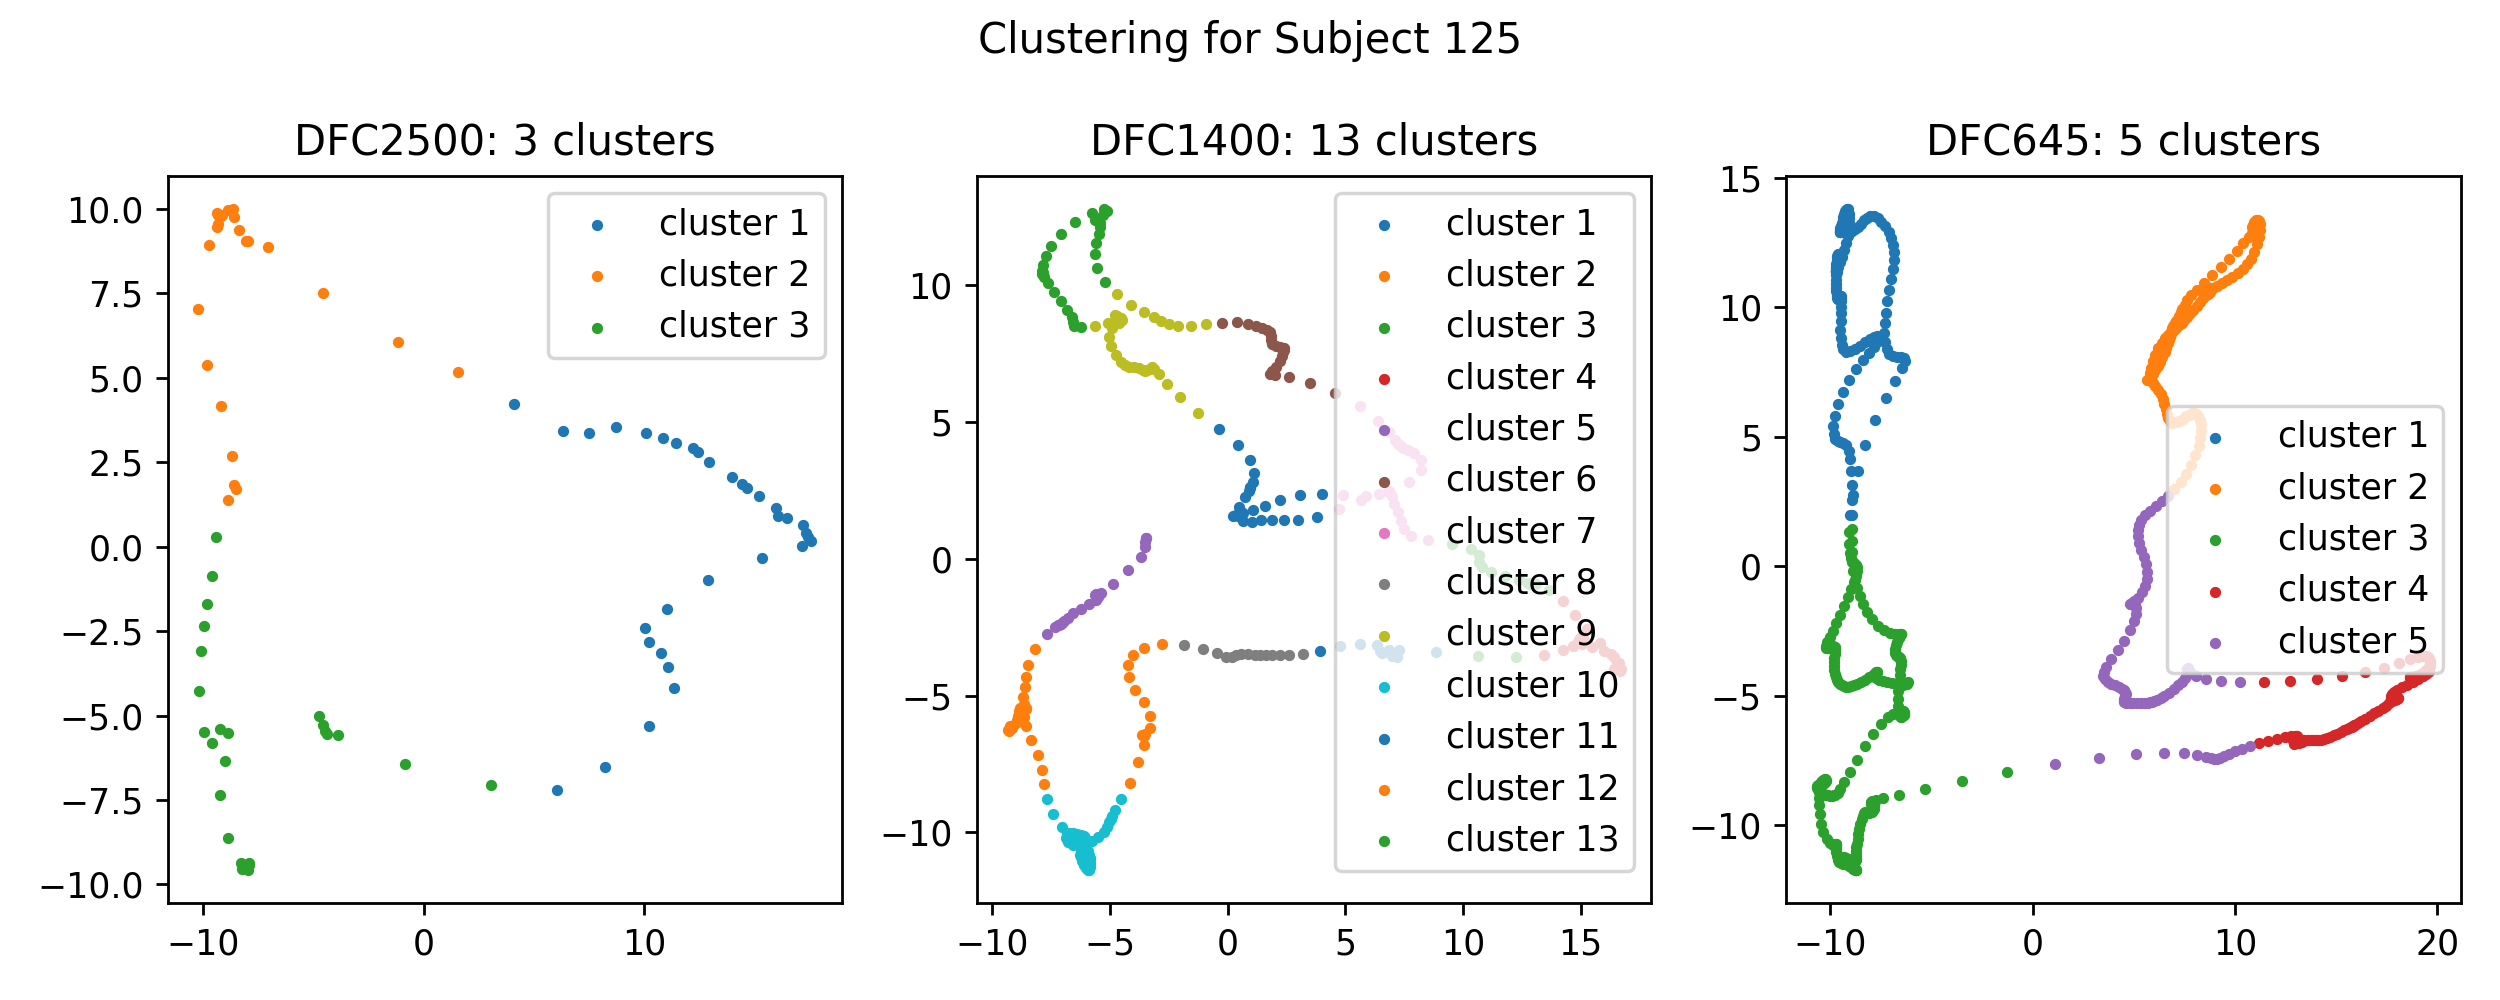 Clustering for Subject 125
DFC2500: 3 clusters
10.0
7.5
5.0
2.5
0.0
−2.5
−5.0
−7.5
−10.0
−10
0
10
cluster 1
cluster 2
cluster 3
DFC1400: 13 clusters
10
5
0
−5
−10
−10
−5
0
5
10
15
cluster 1
cluster 2
cluster 3
cluster 4
cluster 5
cluster 6
cluster 7
cluster 8
cluster 9
cluster 10
cluster 11
cluster 12
cluster 13
DFC645: 5 clusters
15
10
5
0
−5
−10
−10
0
10
20
cluster 1
cluster 2
cluster 3
cluster 4
cluster 5